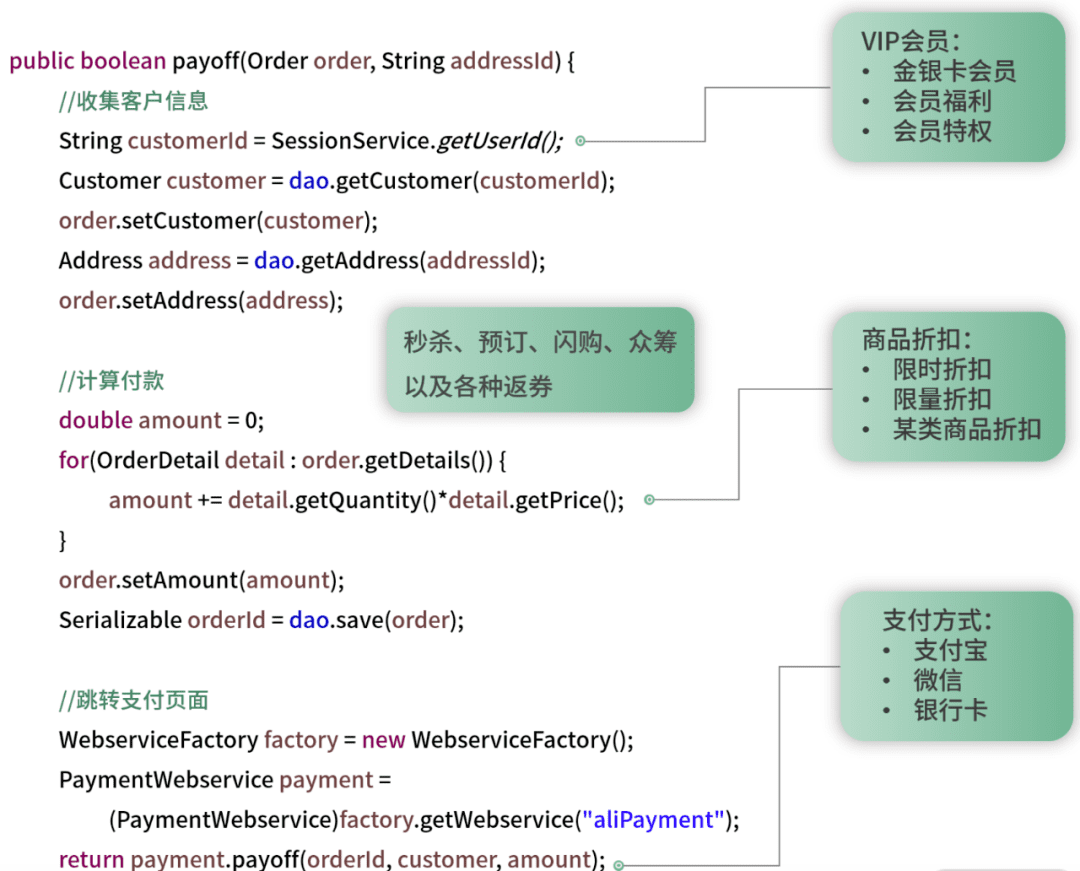 public boolean payoff(Order order, String addressId) {
//收集客户信息
String customerId = SessionService.getUserId();
Customer customer = dao.getCustomer(customerId);
order.setCustomer(customer);
Address address = dao.getAddress(addressId);
order.setAddress(address);
//计算付款
double amount = 0;
for(OrderDetail detail : order.getDetails()) {
amount += detail.getQuantity()*detail.getPrice();
}
order.setAmount(amount);
Serializable orderId = dao.save(order);
//跳转支付页面
WebserviceFactory factory = new WebserviceFactory();
PaymentWebservice payment =
(PaymentWebservice)factory.getWebservice("aliPayment");
return payment.payoff(orderId, customer, amount);
VIP会员：
• 金银卡会员
• 会员福利
• 会员特权
秒杀、预订、闪购、众筹
以及各种返券
商品折扣：
• 限时折扣
• 限量折扣
• 某类商品折扣
支付方式：
• 支付宝
• 微信
• 银行卡